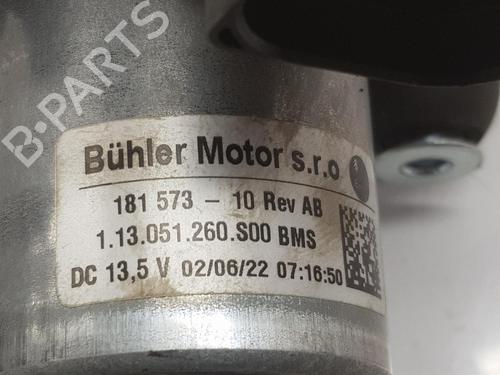 B-PARTS
Bühler Motor s.r.o
181 573 - 10 Rev AB
1.13.051.260.S00 BMS
DC 13,5 V 02/06/22 07:16:50